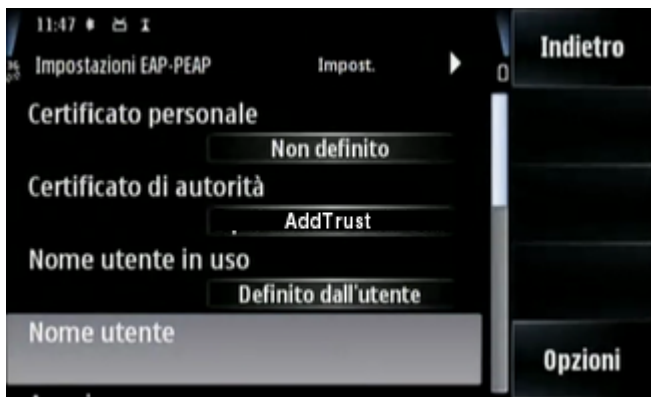 11:47
Impostazioni EAP-PEAP
Impost.
Indietro
Certificato personale
Non definito
Certificato di autorità
AddTrust
Nome utente in uso
Definito dall'utente
Nome utente
Opzioni